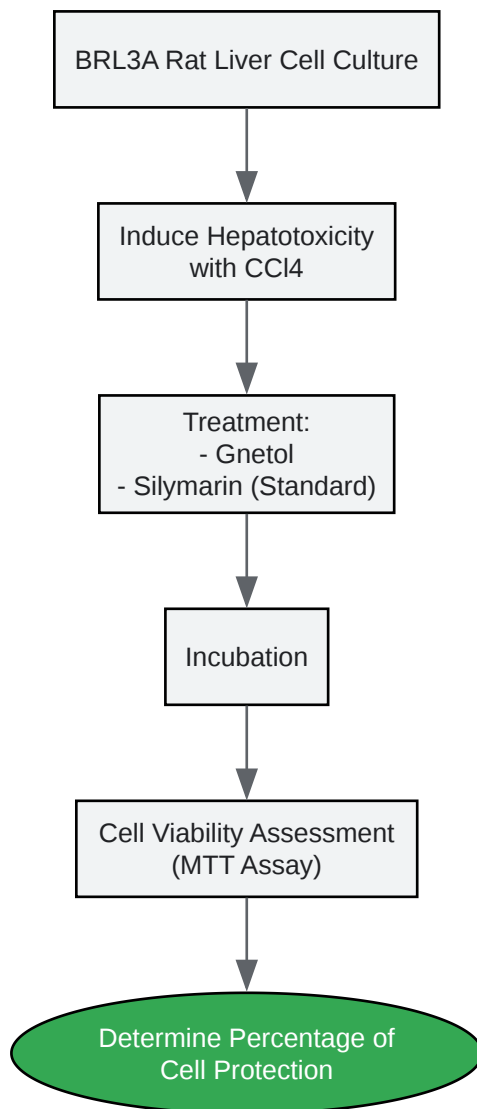 BRL3A Rat Liver Cell Culture
Induce Hepatotoxicity
with CCl4
Treatment:
- Gnetol
- Silymarin (Standard)
Incubation
Cell Viability Assessment
(MTT Assay)
Determine Percentage of
Cell Protection